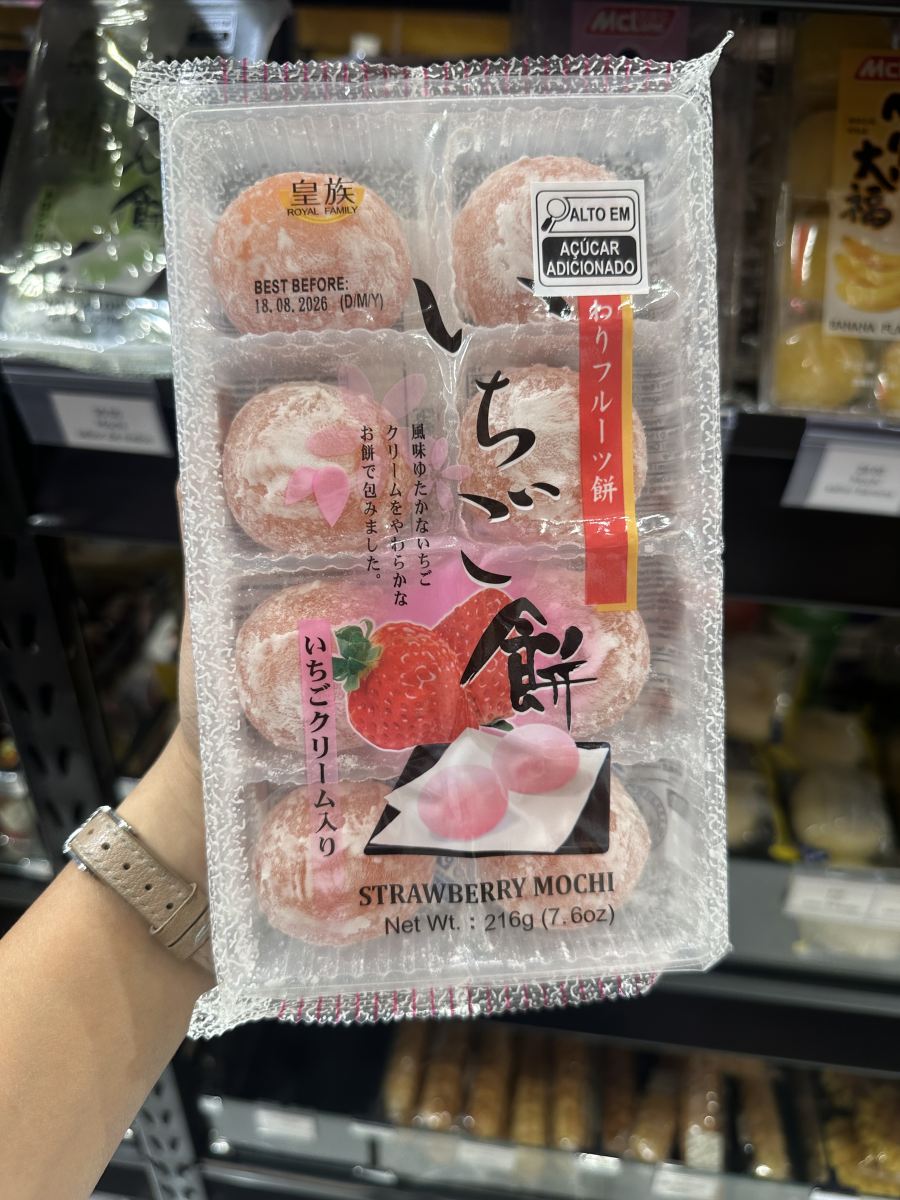 皇族
ROYAL FAMILY
BEST BEFORE:
18.08.2026 (D/M/Y)
ALTO EM
AÇÚCAR
ADICIONADO
わりフルーツ餅
いちご餅
風味ゆたかないちご
クリームをやわらかな
お餅で包みました。
いちごクリーム入り
STRAWBERRY MOCHI
Net Wt.：216g (7.6oz)
大福